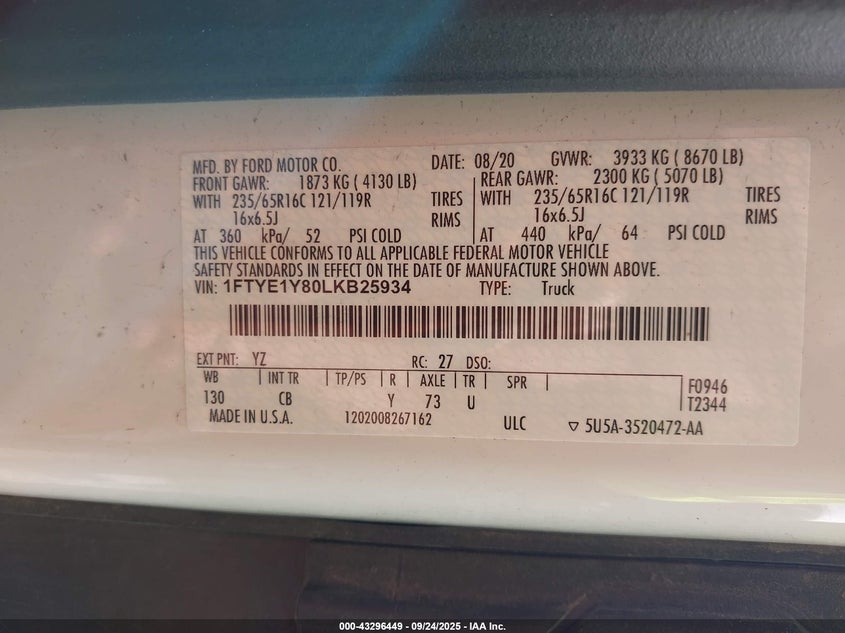 MFD. BY FORD MOTOR CO. DATE: 08/20 GVWR: 3933 KG ( 8670 LB)
FRONT GAWR: 1873 KG ( 4130 LB) REAR GAWR: 2300 KG ( 5070 LB)
WITH 235/65R16C 121/119R TIRES WITH 235/65R16C 121/119R TIRES
16x6.5J RIMS 16x6.5J RIMS
AT 360 kPa/ 52 PSI COLD AT 440 kPa/ 64 PSI COLD
THIS VEHICLE CONFORMS TO ALL APPLICABLE FEDERAL MOTOR VEHICLE
SAFETY STANDARDS IN EFFECT ON THE DATE OF MANUFACTURE SHOWN ABOVE.
VIN: 1FTYE1Y80LKB25934 TYPE: Truck
EXT PNT: YZ RC: 27 DSO:
WB INT TR TP/PS R AXLE TR SPR F0946
130 CB Y 73 U T2344
MADE IN U.S.A. 1202008267162 ULC ▽ 5U5A-3520472-AA
000-43296449 - 09/24/2025 - IAA Inc.